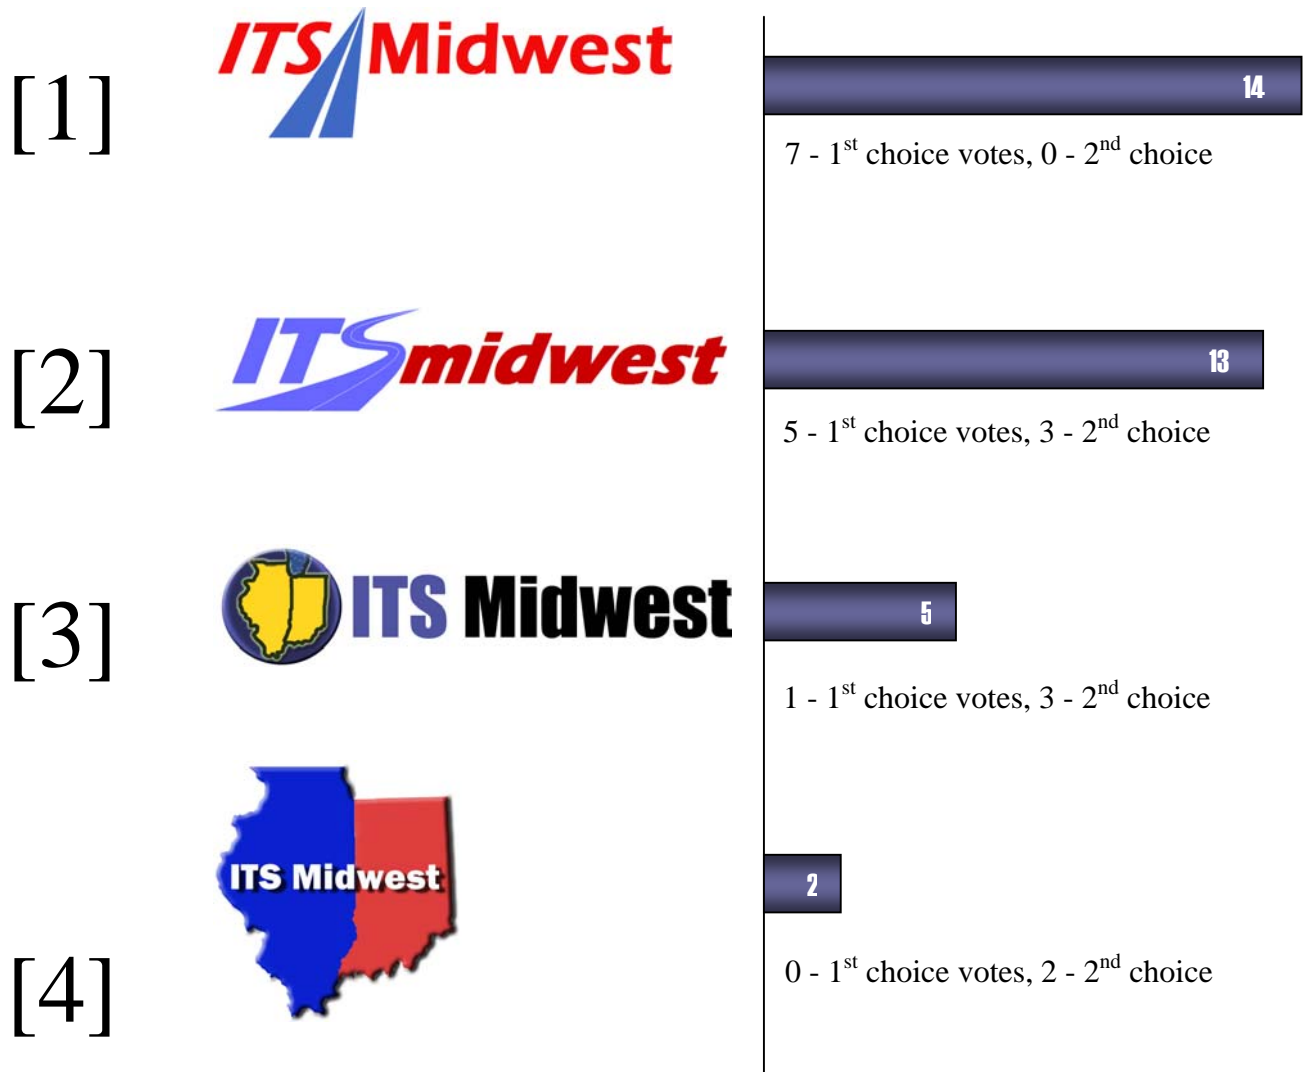 [1]
ITS Midwest
14
7 - 1st choice votes, 0 - 2nd choice
[2]
ITSmidwest
13
5 - 1st choice votes, 3 - 2nd choice
[3]
ITS Midwest
5
1 - 1st choice votes, 3 - 2nd choice
[4]
ITS Midwest
2
0 - 1st choice votes, 2 - 2nd choice